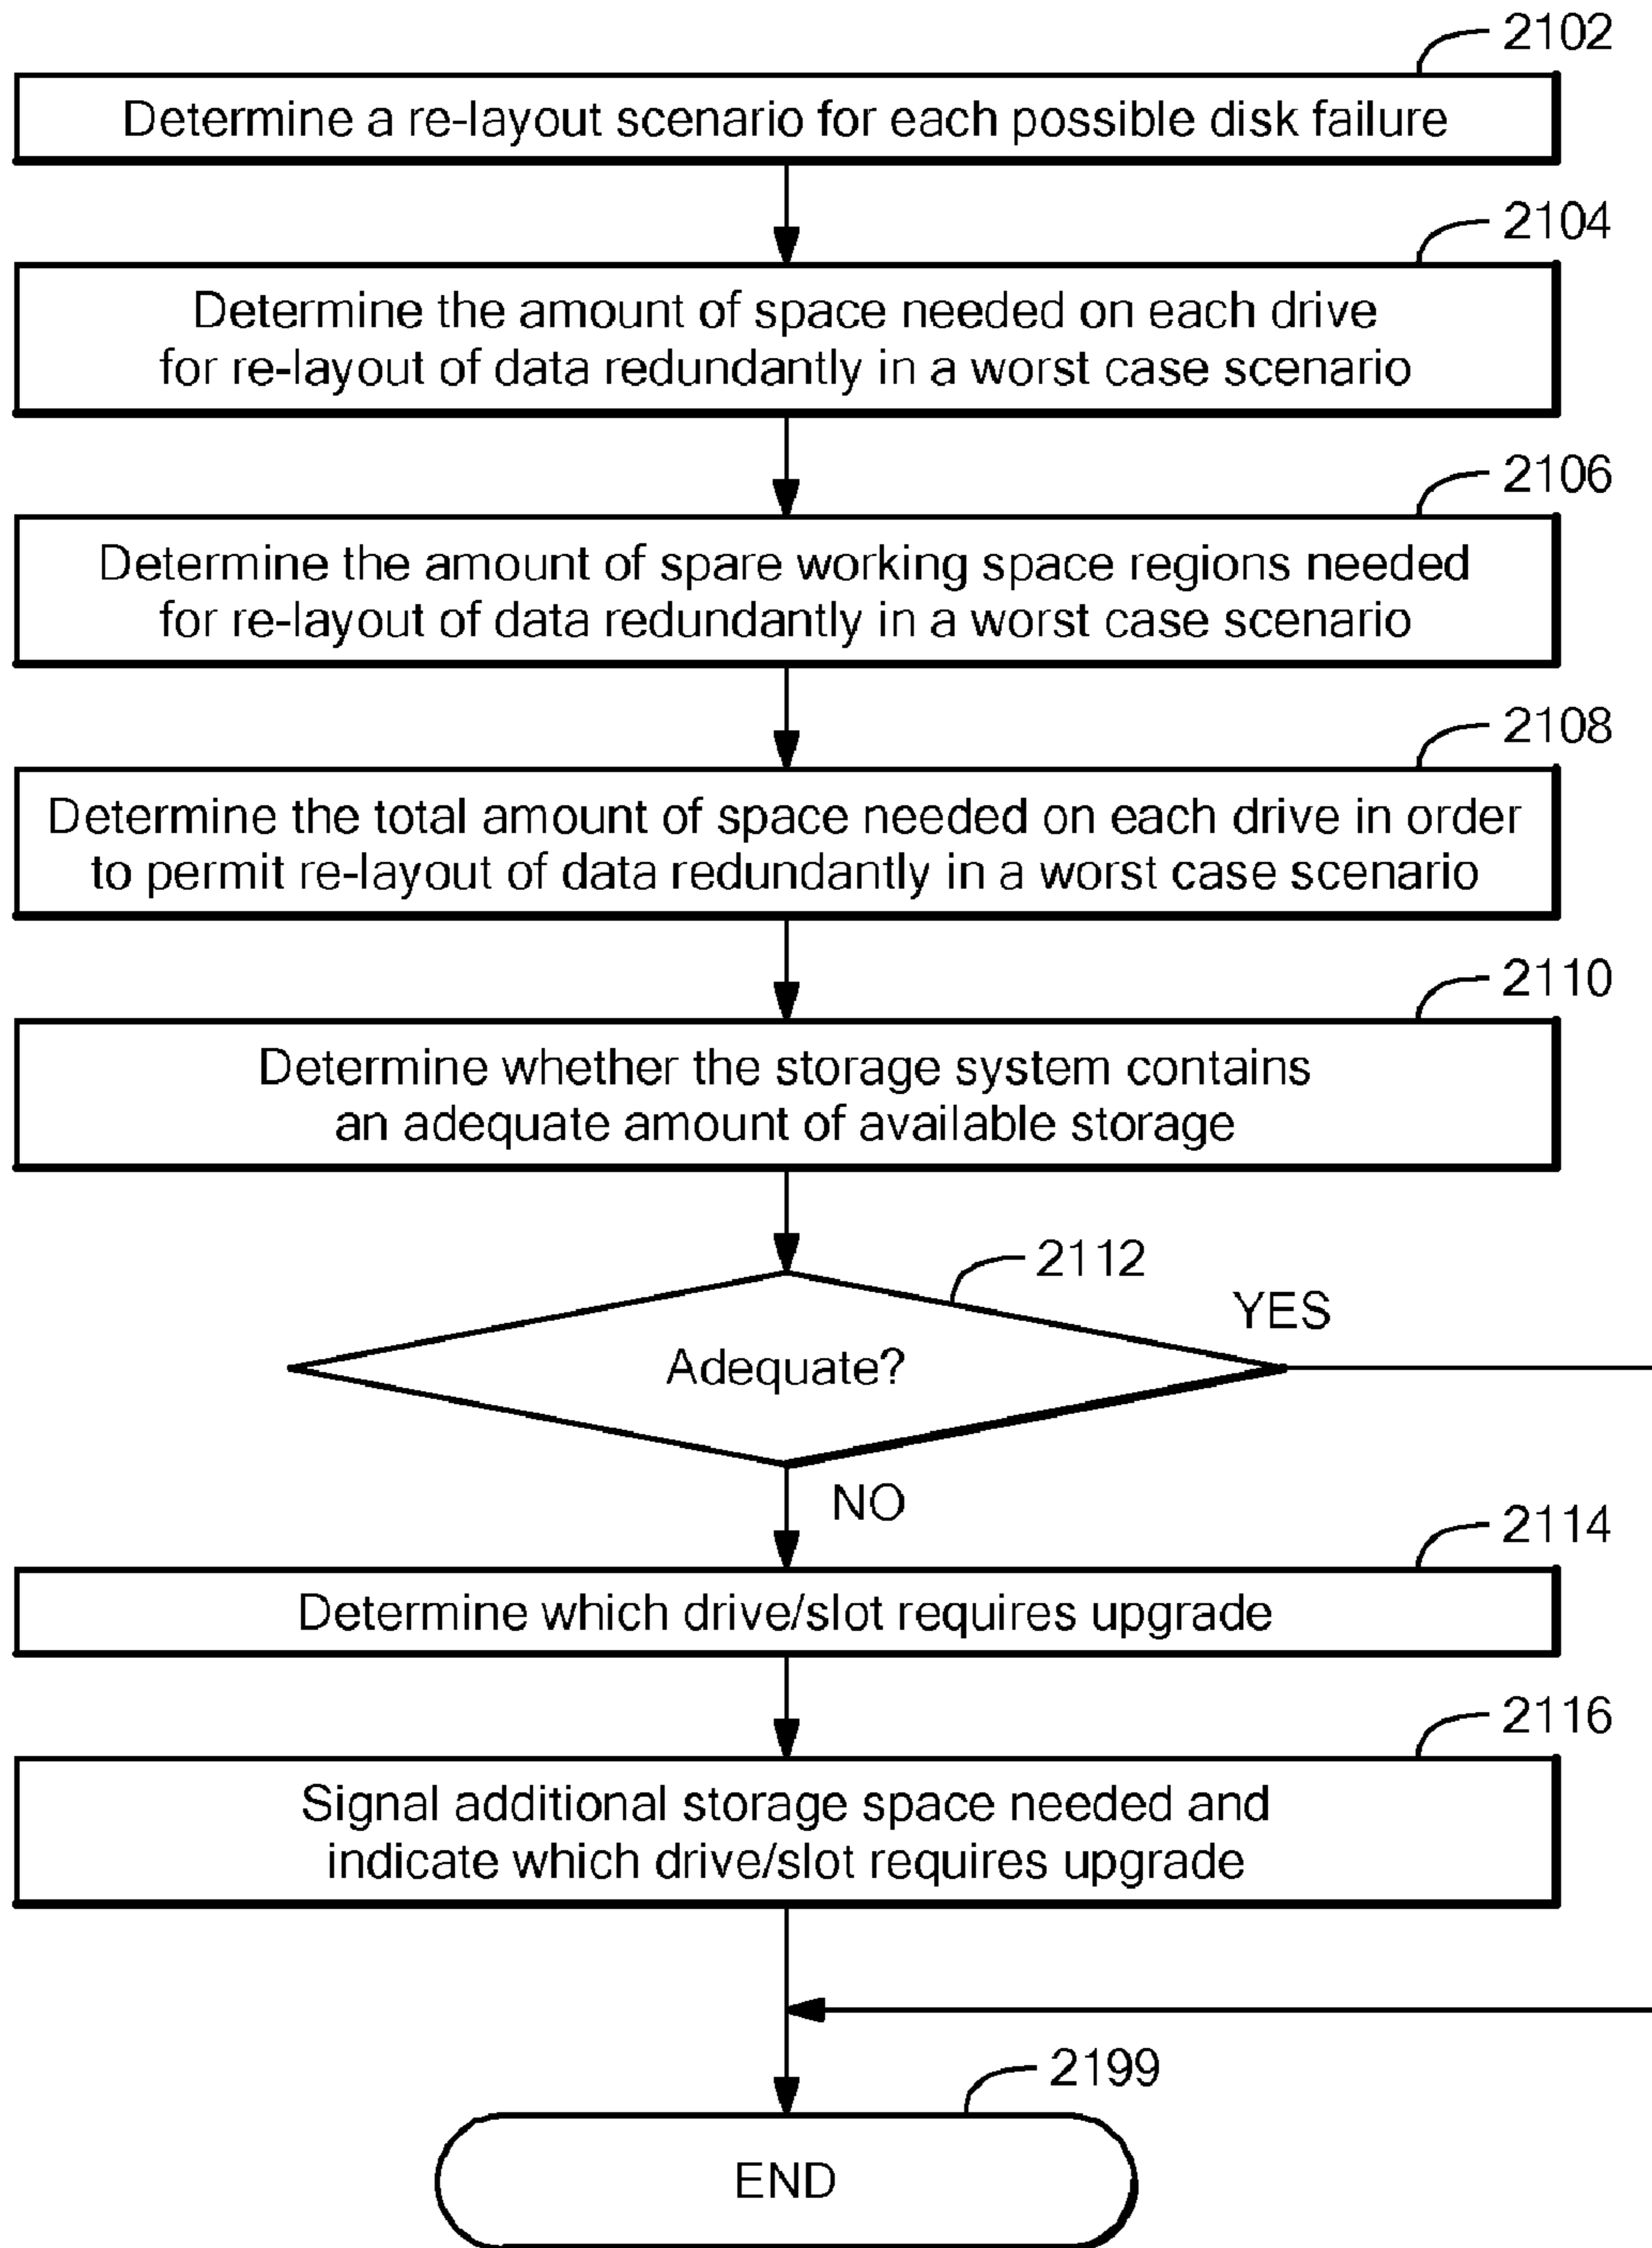 2102
Determine a re-layout scenario for each possible disk failure
2104
Determine the amount of space needed on each drive
for re-layout of data redundantly in a worst case scenario
2106
Determine the amount of spare working space regions needed
for re-layout of data redundantly in a worst case scenario
2108
Determine the total amount of space needed on each drive in order
to permit re-layout of data redundantly in a worst case scenario
2110
Determine whether the storage system contains
an adequate amount of available storage
2112
YES
Adequate?
NO
2114
Determine which drive/slot requires upgrade
2116
Signal additional storage space needed and
indicate which drive/slot requires upgrade
2199
END